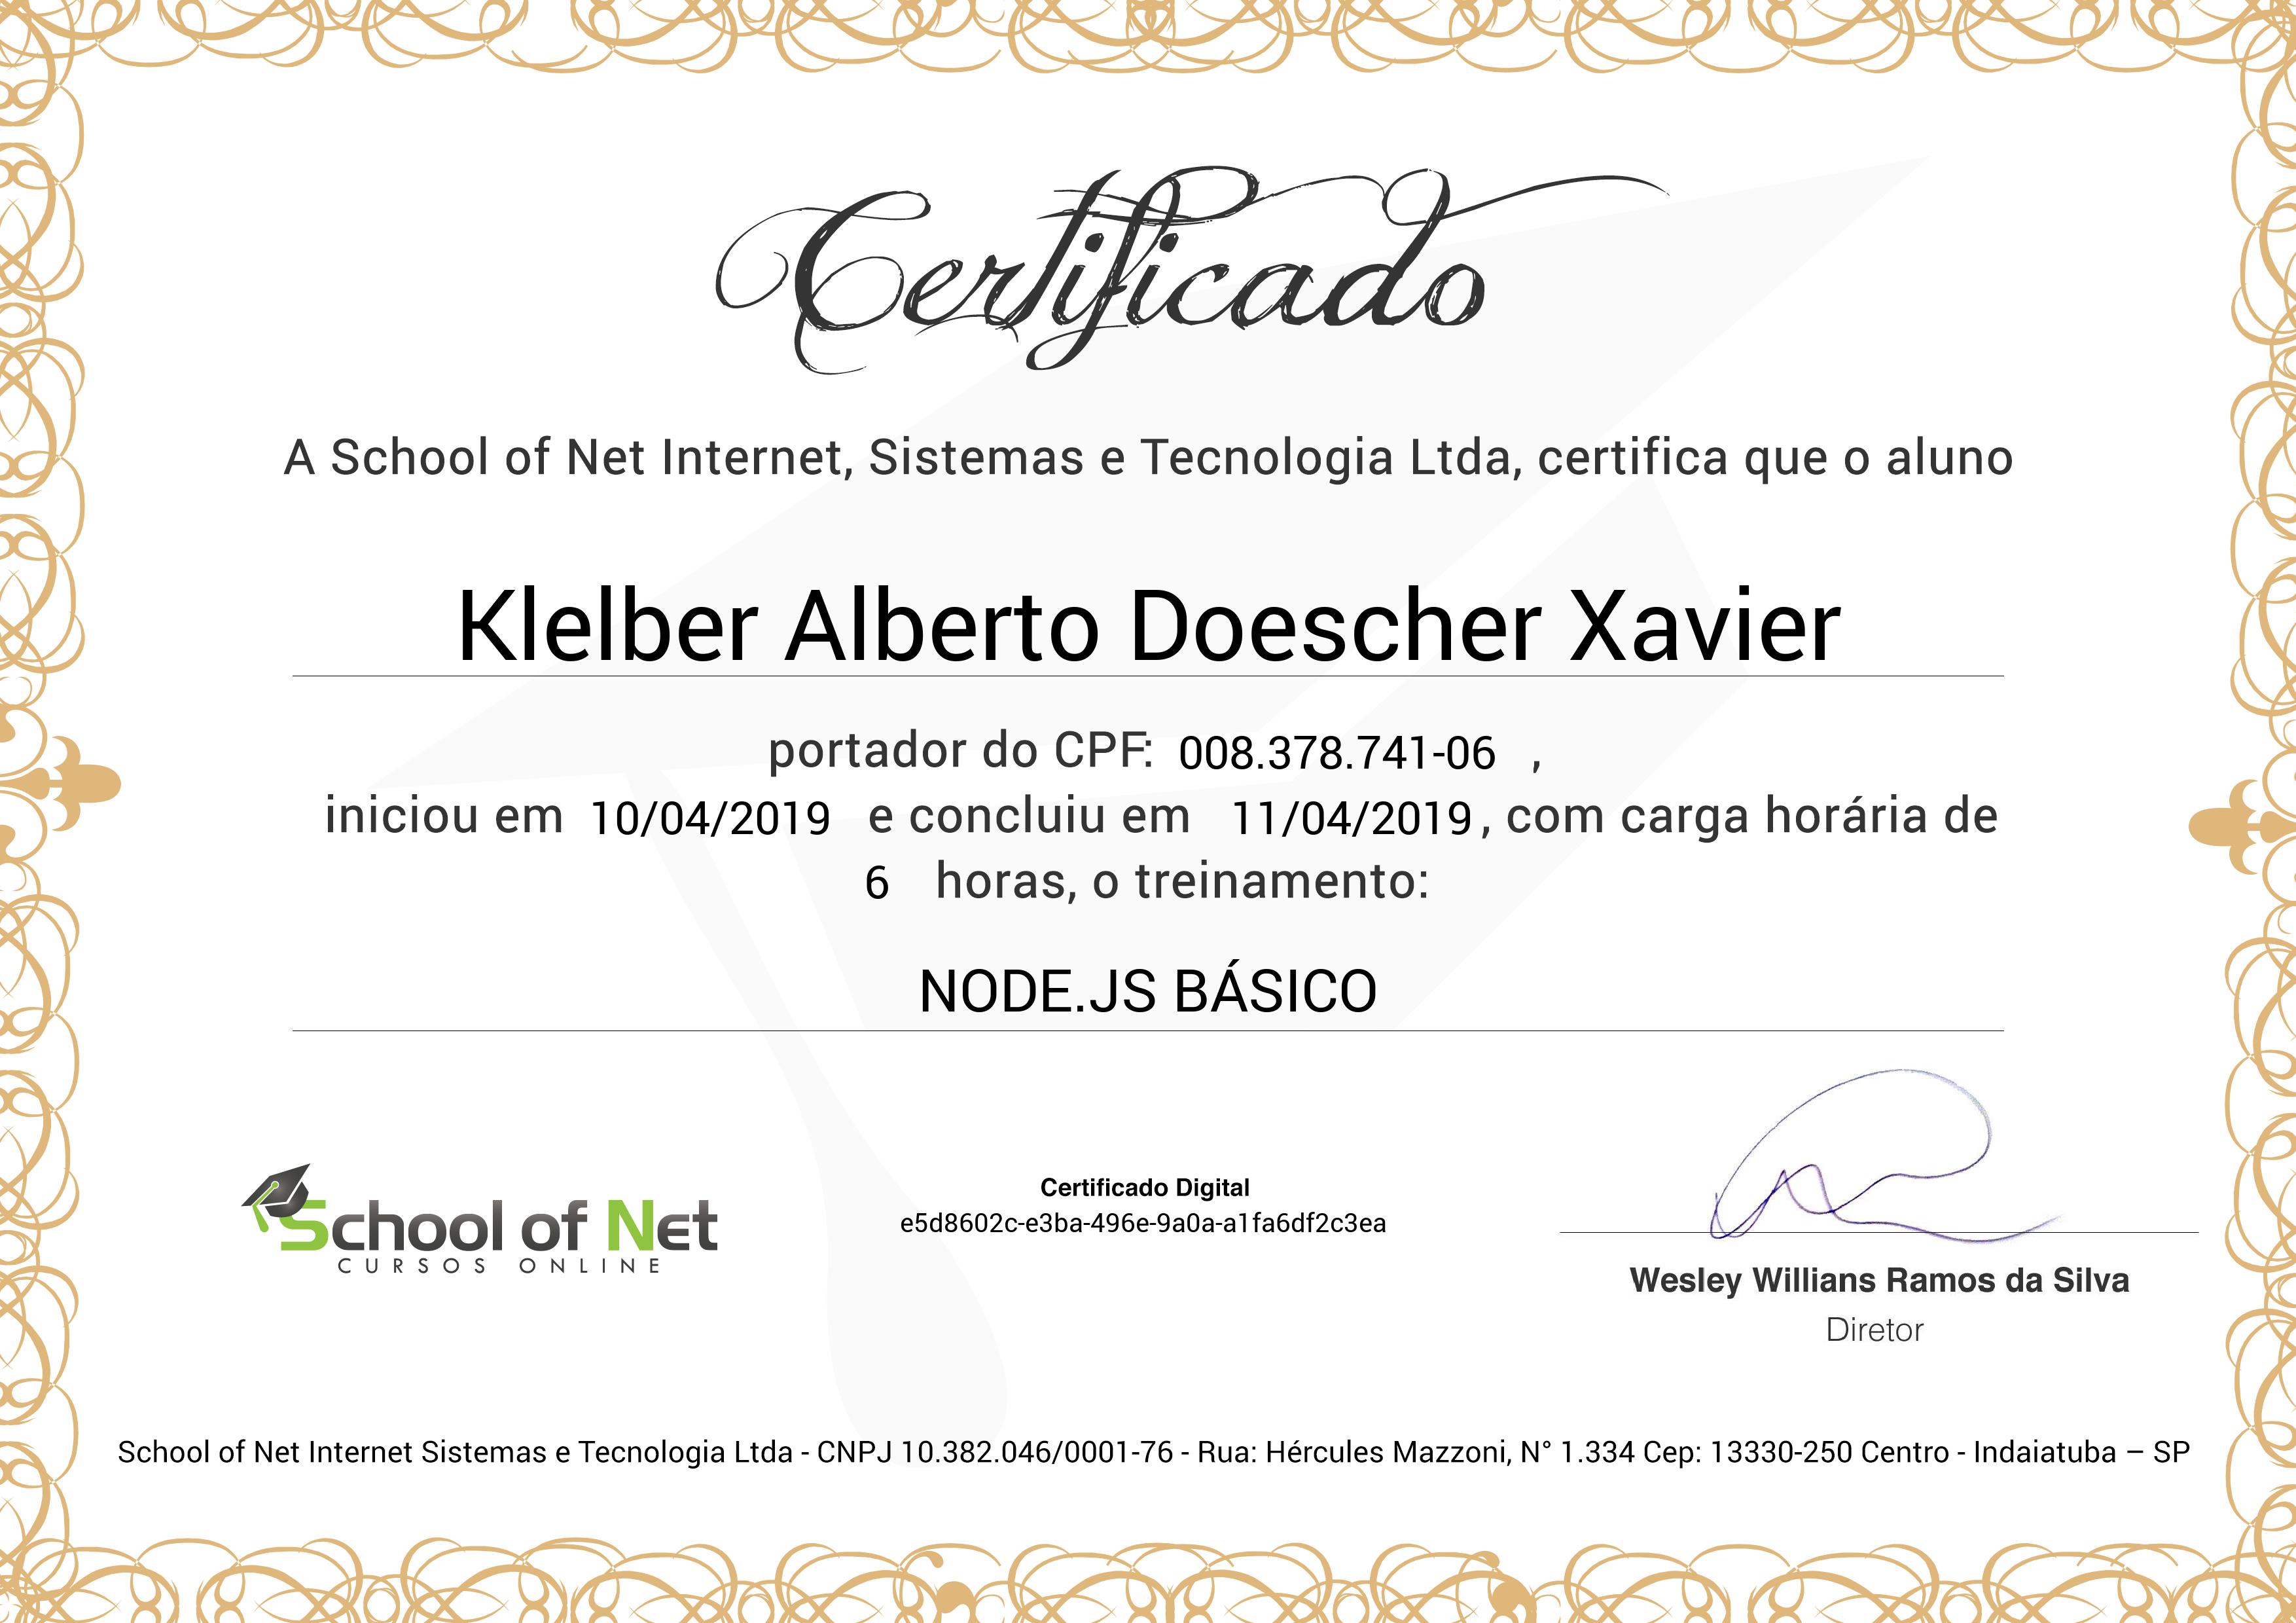 Certificado
A School of Net Internet, Sistemas e Tecnologia Ltda, certifica que o aluno
Klelber Alberto Doescher Xavier
portador do CPF: 008.378.741-06 ,
iniciou em 10/04/2019 e concluiu em 11/04/2019, com carga horária de
6 horas, o treinamento:
NODE.JS BÁSICO
School of Net
CURSOS ONLINE
Certificado Digital
e5d8602c-e3ba-496e-9a0a-a1fa6df2c3ea
Wesley Willians Ramos da Silva
Diretor
School of Net Internet Sistemas e Tecnologia Ltda - CNPJ 10.382.046/0001-76 - Rua: Hércules Mazzoni, N° 1.334 Cep: 13330-250 Centro - Indaiatuba – SP